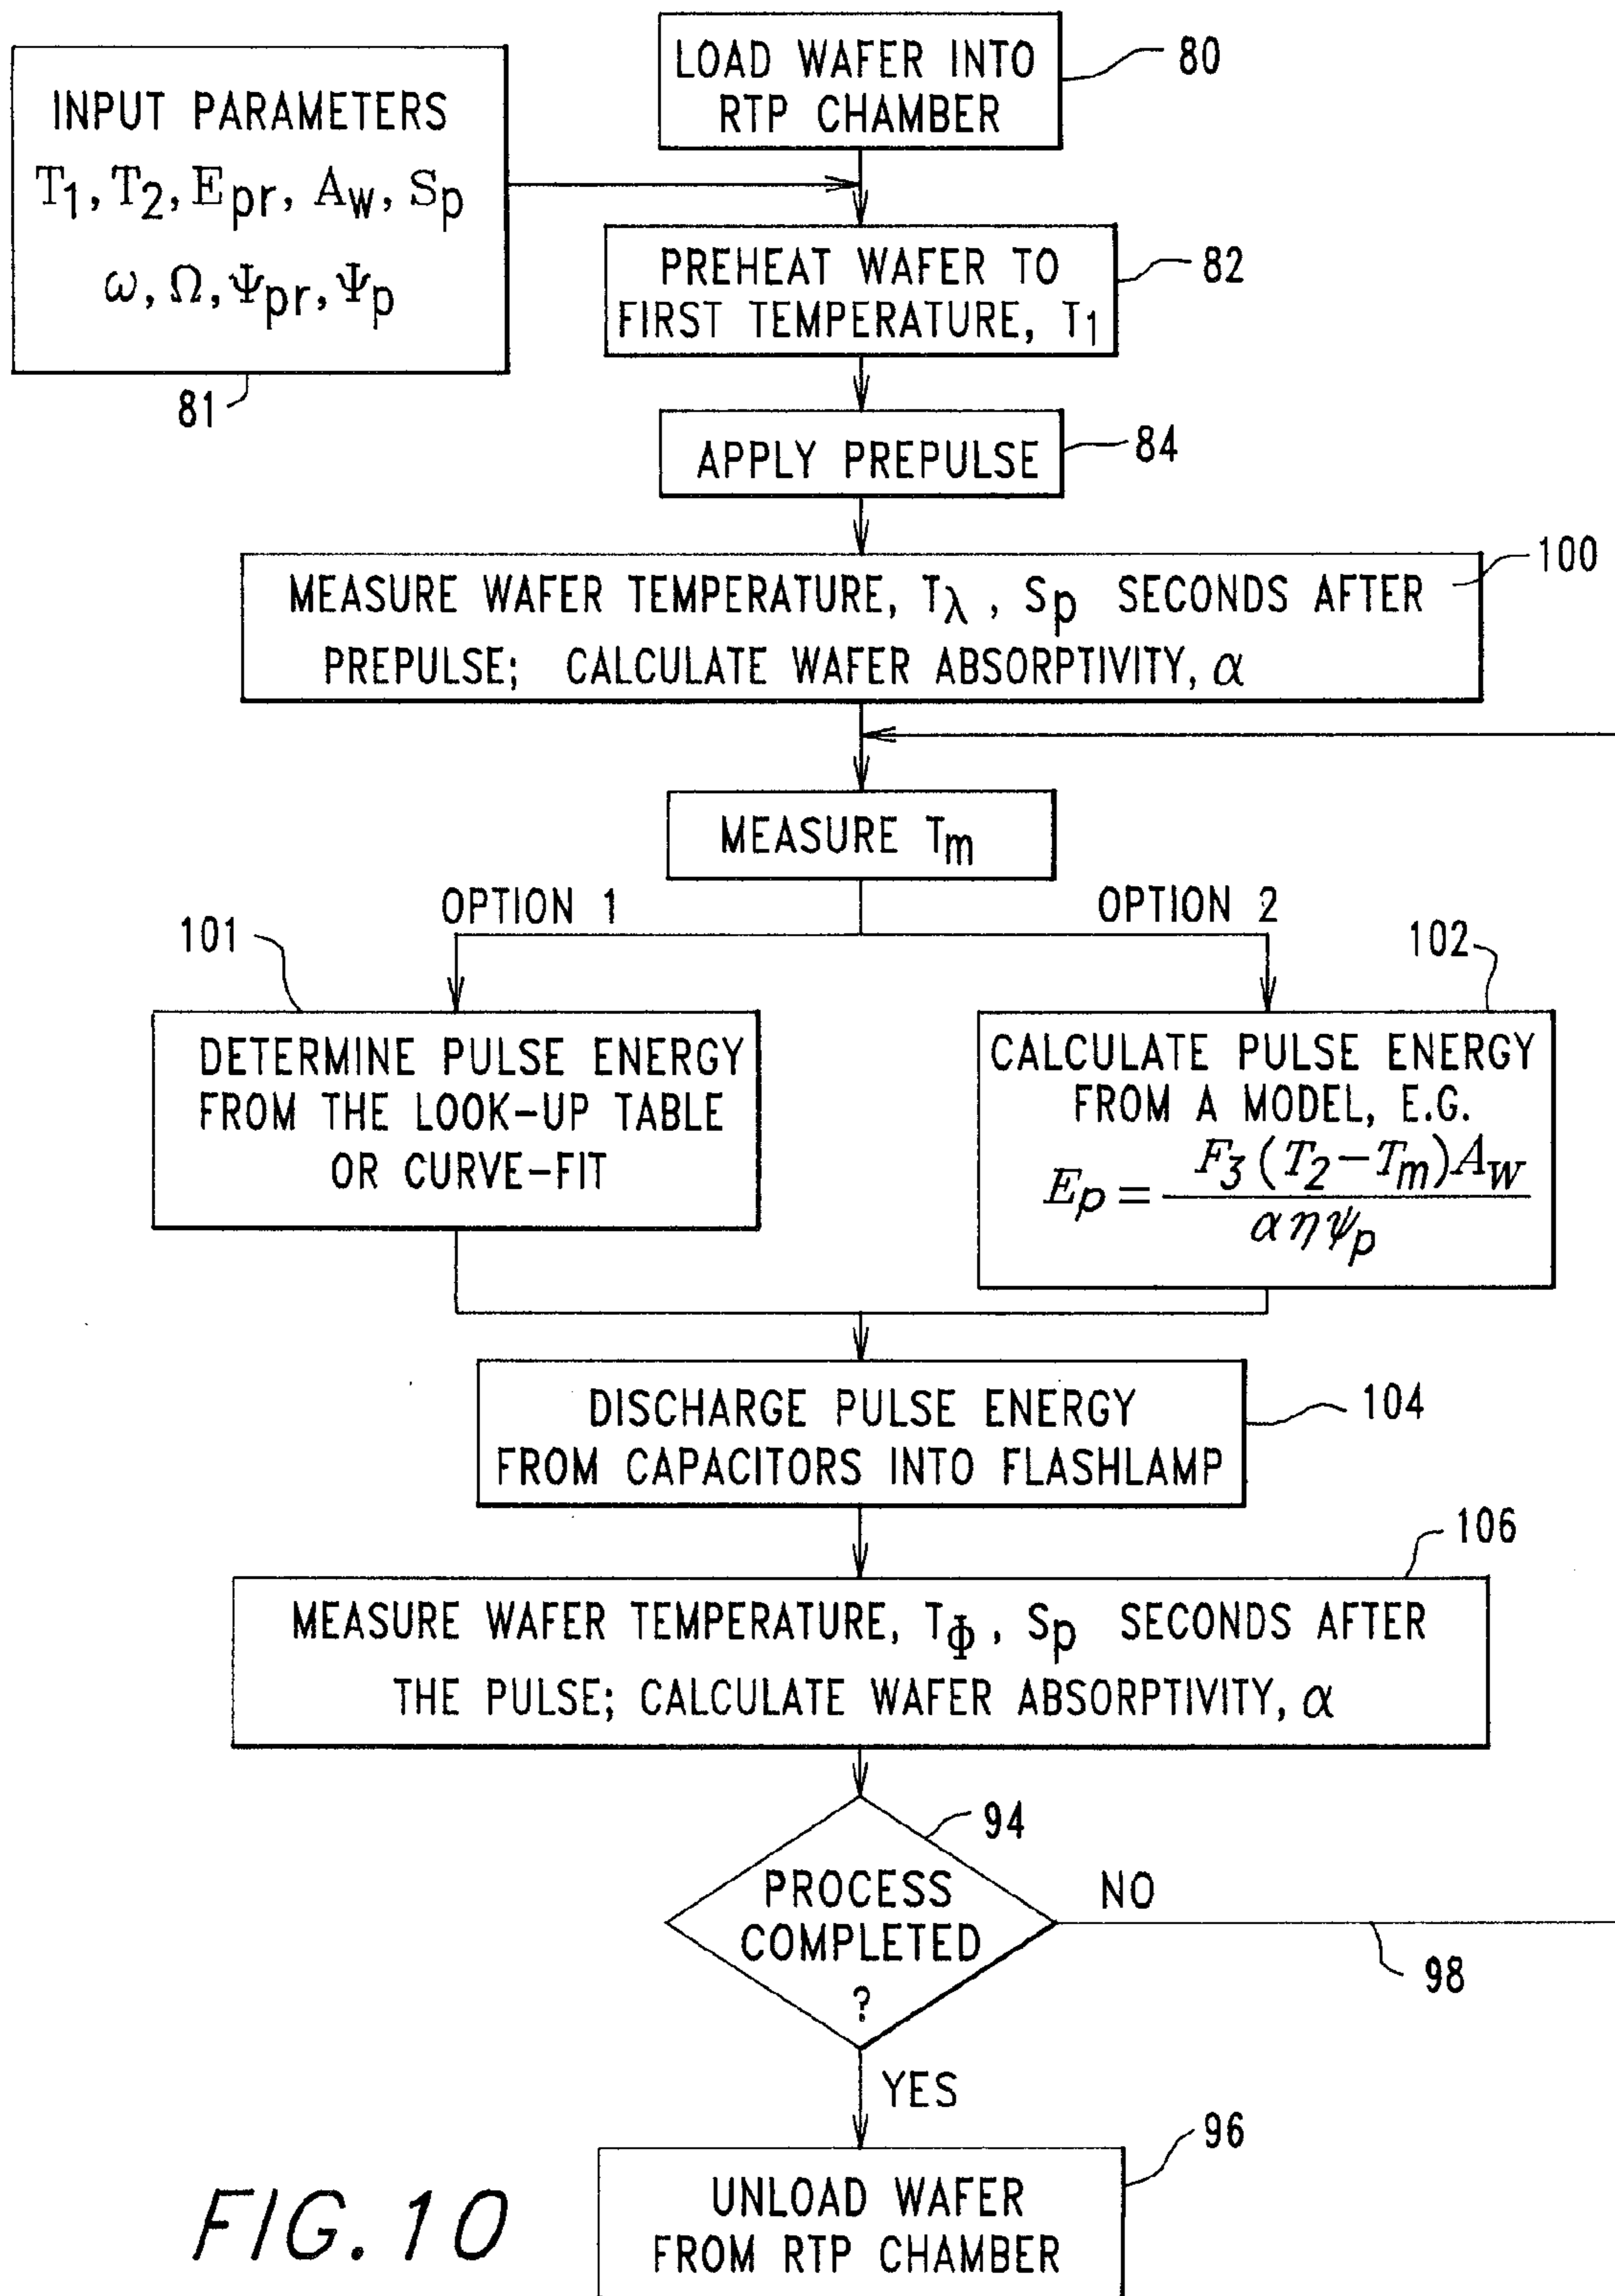 LOAD WAFER INTO
RTP CHAMBER
80
INPUT PARAMETERS
T1, T2, Epr, Aw, Sp
ω, Ω, Ψpr, Ψp
81
PREHEAT WAFER TO
FIRST TEMPERATURE, T1
82
APPLY PREPULSE
84
MEASURE WAFER TEMPERATURE, Tλ, Sp SECONDS AFTER
PREPULSE; CALCULATE WAFER ABSORPTIVITY, α
100
MEASURE Tm
OPTION 1
OPTION 2
101
102
DETERMINE PULSE ENERGY
FROM THE LOOK-UP TABLE
OR CURVE-FIT
CALCULATE PULSE ENERGY
FROM A MODEL, E.G.
Ep = F3 (T2-Tm)Aw / α η ψp
DISCHARGE PULSE ENERGY
FROM CAPACITORS INTO FLASHLAMP
104
106
MEASURE WAFER TEMPERATURE, TΦ, Sp SECONDS AFTER
THE PULSE; CALCULATE WAFER ABSORPTIVITY, α
94
PROCESS
COMPLETED
?
NO
98
YES
96
UNLOAD WAFER
FROM RTP CHAMBER
FIG. 10